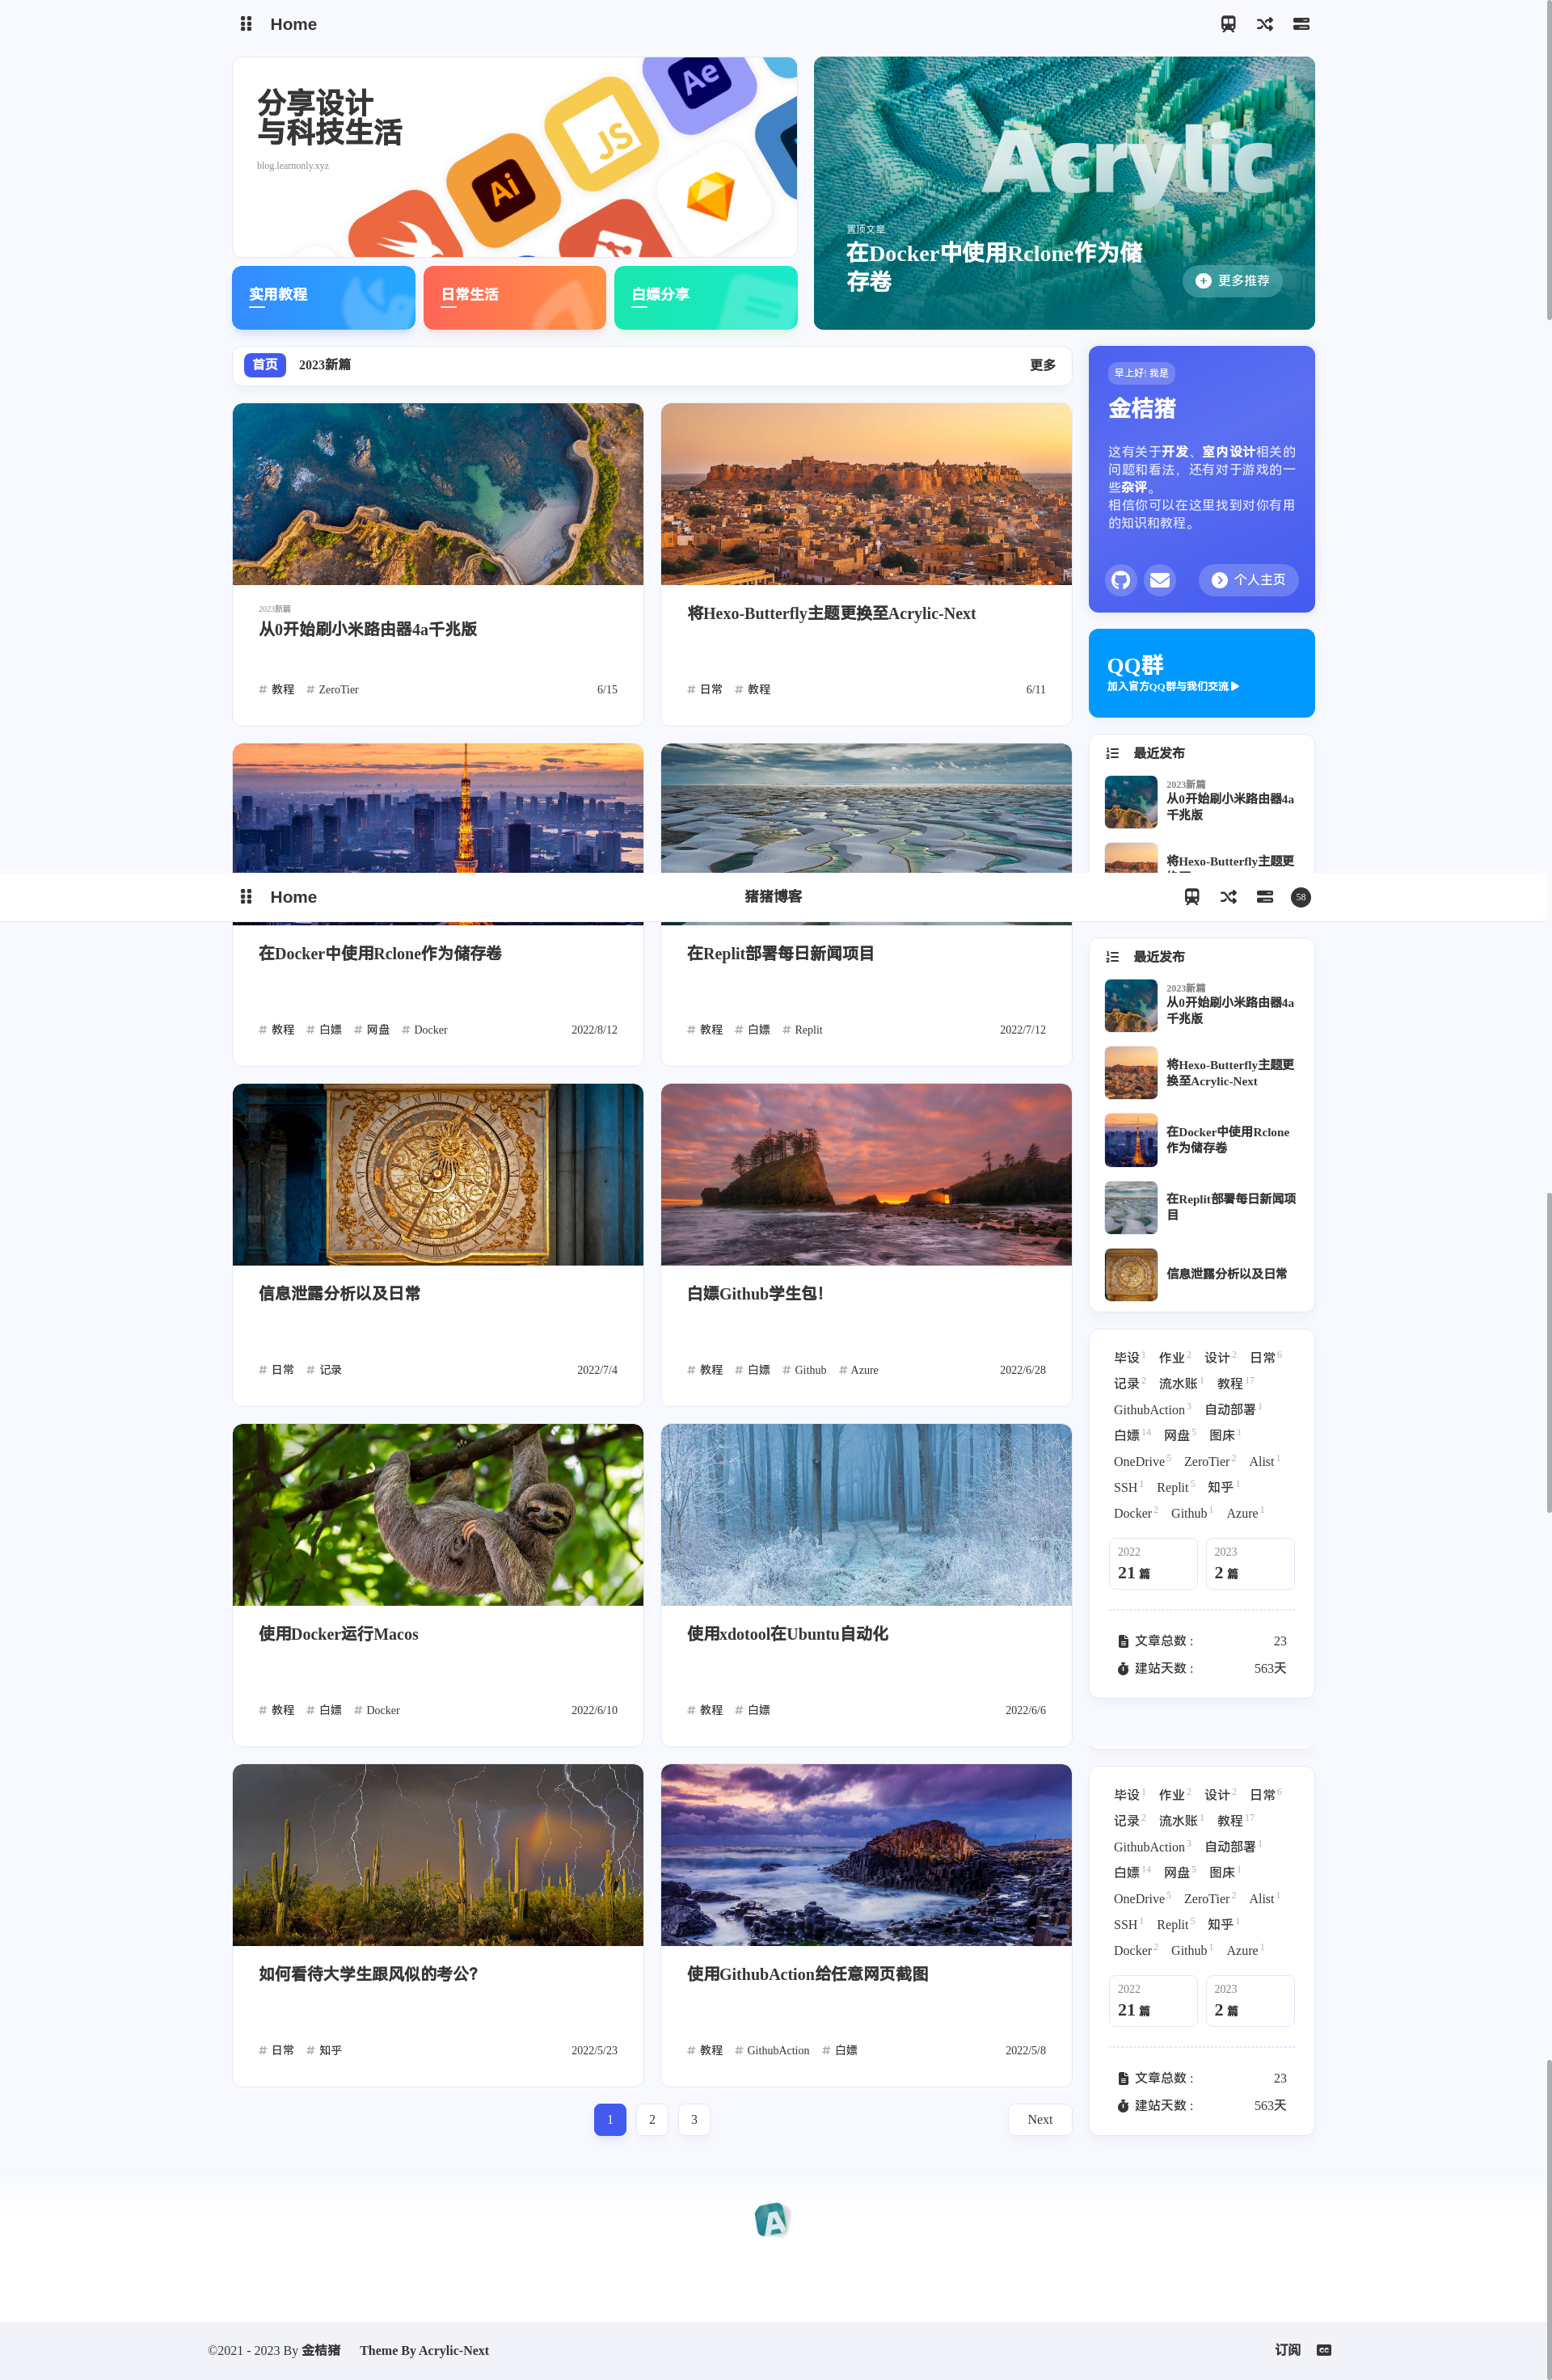 Home
分享设计
与科技生活
blog.learnonly.xyz
Ae
JS
Ai
Acrylic
置顶文章
在Docker中使用Rclone作为储
存卷
更多推荐
实用教程
日常生活
白嫖分享
首页
2023新篇
更多
早上好! 我是
金桔猪
这有关于开发、室内设计相关的
问题和看法，还有对于游戏的一
些杂评。
相信你可以在这里找到对你有用
的知识和教程。
个人主页
2023新篇
从0开始刷小米路由器4a千兆版
# 教程 # ZeroTier 6/15
将Hexo-Butterfly主题更换至Acrylic-Next
# 日常 # 教程 6/11
QQ群
加入官方QQ群与我们交流
最近发布
2023新篇
从0开始刷小米路由器4a
千兆版
将Hexo-Butterfly主题更
Home
猪猪博客
58
在Docker中使用Rclone作为储存卷
# 教程 # 白嫖 # 网盘 # Docker 2022/8/12
在Replit部署每日新闻项目
# 教程 # 白嫖 # Replit 2022/7/12
最近发布
2023新篇
从0开始刷小米路由器4a
千兆版
将Hexo-Butterfly主题更
换至Acrylic-Next
在Docker中使用Rclone
作为储存卷
在Replit部署每日新闻项
目
信息泄露分析以及日常
信息泄露分析以及日常
# 日常 # 记录 2022/7/4
白嫖Github学生包！
# 教程 # 白嫖 # Github # Azure 2022/6/28
毕设 1 作业 2 设计 2 日常 6
记录 2 流水账 1 教程 17
GithubAction 3 自动部署 1
白嫖 14 网盘 5 图床 1
OneDrive 5 ZeroTier 2 Alist 1
SSH 1 Replit 5 知乎 1
Docker 2 Github 1 Azure 1
2022
21 篇
2023
2 篇
文章总数 : 23
建站天数 : 563天
使用Docker运行Macos
# 教程 # 白嫖 # Docker 2022/6/10
使用xdotool在Ubuntu自动化
# 教程 # 白嫖 2022/6/6
如何看待大学生跟风似的考公?
# 日常 # 知乎 2022/5/23
使用GithubAction给任意网页截图
# 教程 # GithubAction # 白嫖 2022/5/8
毕设 1 作业 2 设计 2 日常 6
记录 2 流水账 1 教程 17
GithubAction 3 自动部署 1
白嫖 14 网盘 5 图床 1
OneDrive 5 ZeroTier 2 Alist 1
SSH 1 Replit 5 知乎 1
Docker 2 Github 1 Azure 1
2022
21 篇
2023
2 篇
文章总数 : 23
建站天数 : 563天
1 2 3 Next
A
©2021 - 2023 By 金桔猪 Theme By Acrylic-Next
订阅